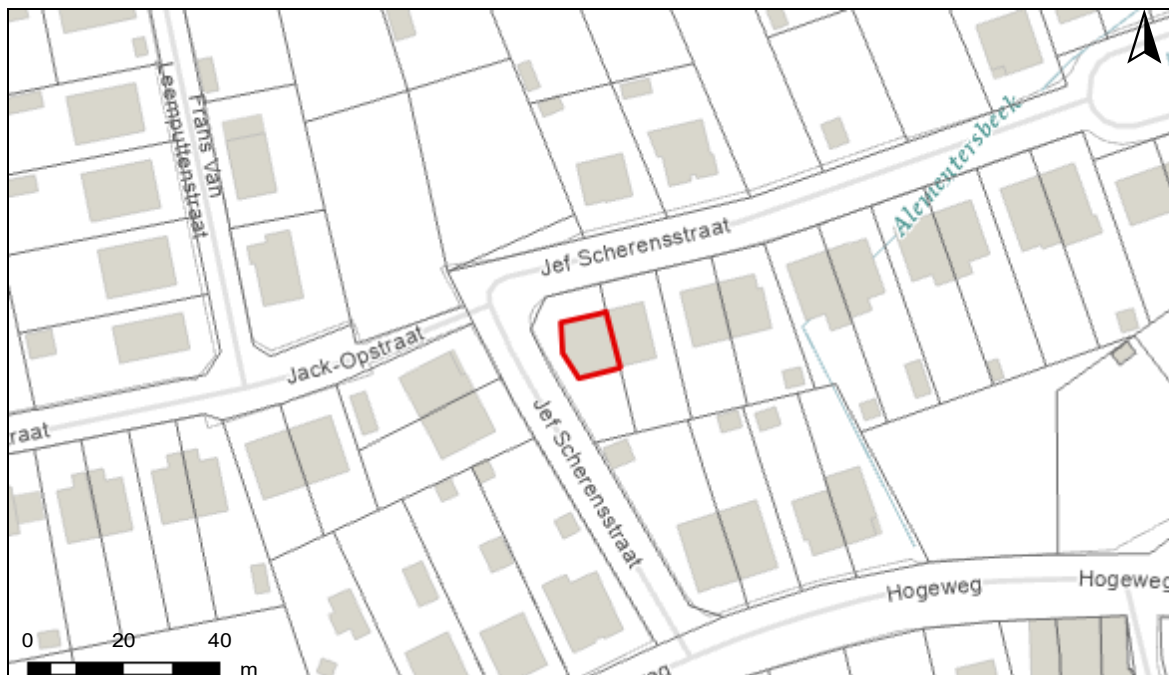 Leemputtenstraat
Frans Van
Alemeutersbeek
Jef Scherensstraat
Jack-Opstraat
Jef Scherensstraat
raat
Hogeweg
Hogeweg
0 20 40
m